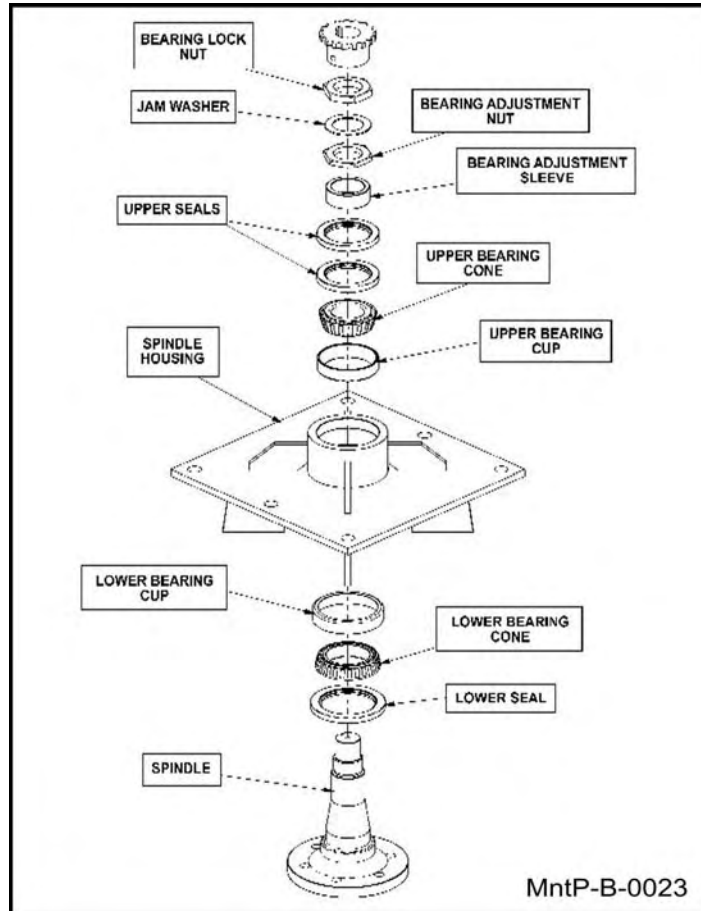 BEARING LOCK
NUT
JAM WASHER
BEARING ADJUSTMENT
NUT
BEARING ADJUSTMENT
SLEEVE
UPPER SEALS
UPPER BEARING
CONE
UPPER BEARING
CUP
SPINDLE
HOUSING
LOWER BEARING
CUP
LOWER BEARING
CONE
LOWER SEAL
SPINDLE
MntP-B-0023